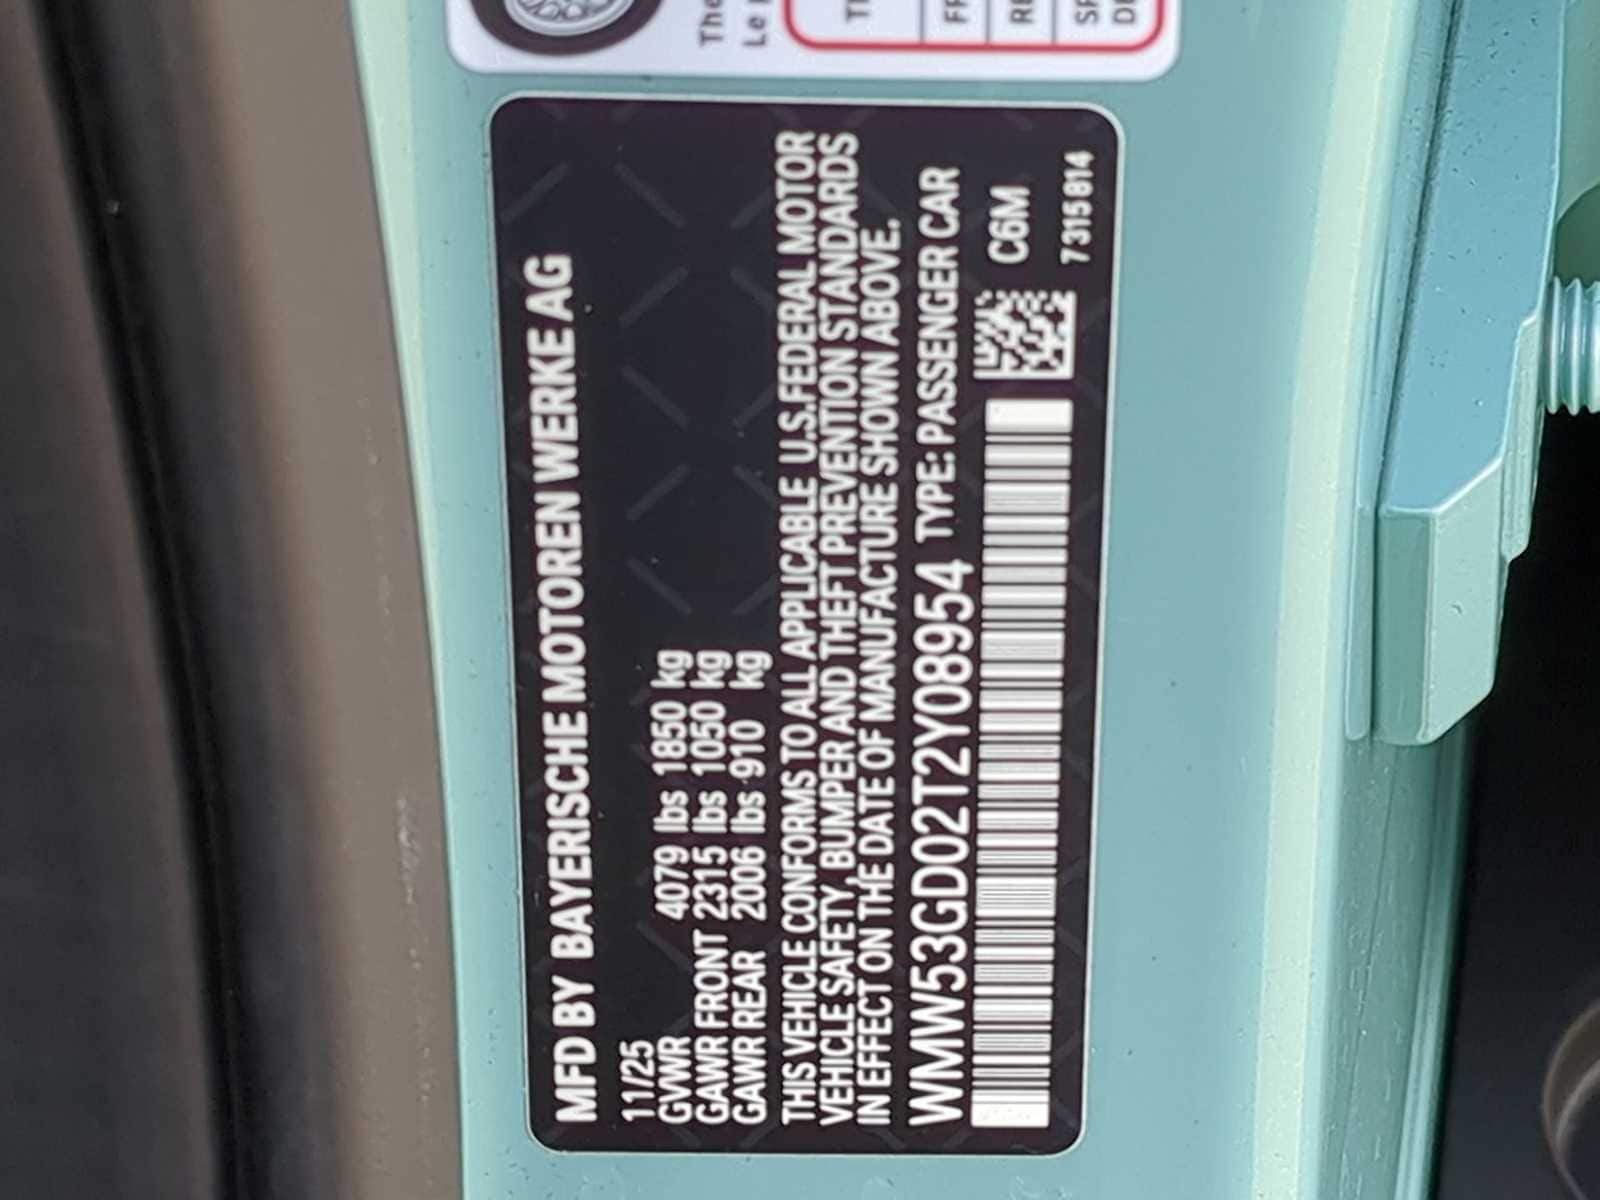 MFD BY BAYERISCHE MOTOREN WERKE AG
11/25
GVWR 4079 lbs 1850 kg
GAWR FRONT 2315 lbs 1050 kg
GAWR REAR 2006 lbs 910 kg
THIS VEHICLE CONFORMS TO ALL APPLICABLE U.S.FEDERAL MOTOR
VEHICLE SAFETY, BUMPER AND THEFT PREVENTION STANDARDS
IN EFFECT ON THE DATE OF MANUFACTURE SHOWN ABOVE.
WMW53GD02T2Y08954 TYPE: PASSENGER CAR
C6M
7315814
The
Le